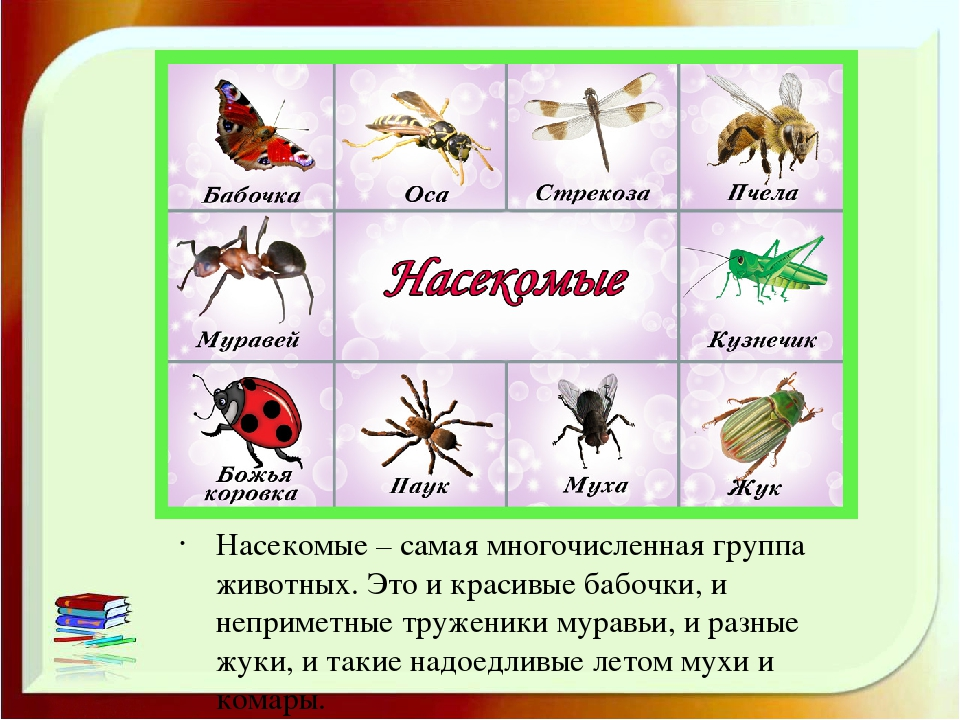 Бабочка
Оса
Стрекоза
Пчела
Муравей
Насекомые
Кузнечик
Божья
коровка
Паук
Муха
Жук
· Насекомые – самая многочисленная группа
животных. Это и красивые бабочки, и
неприметные труженики муравьи, и разные
жуки, и такие надоедливые летом мухи и
комары.